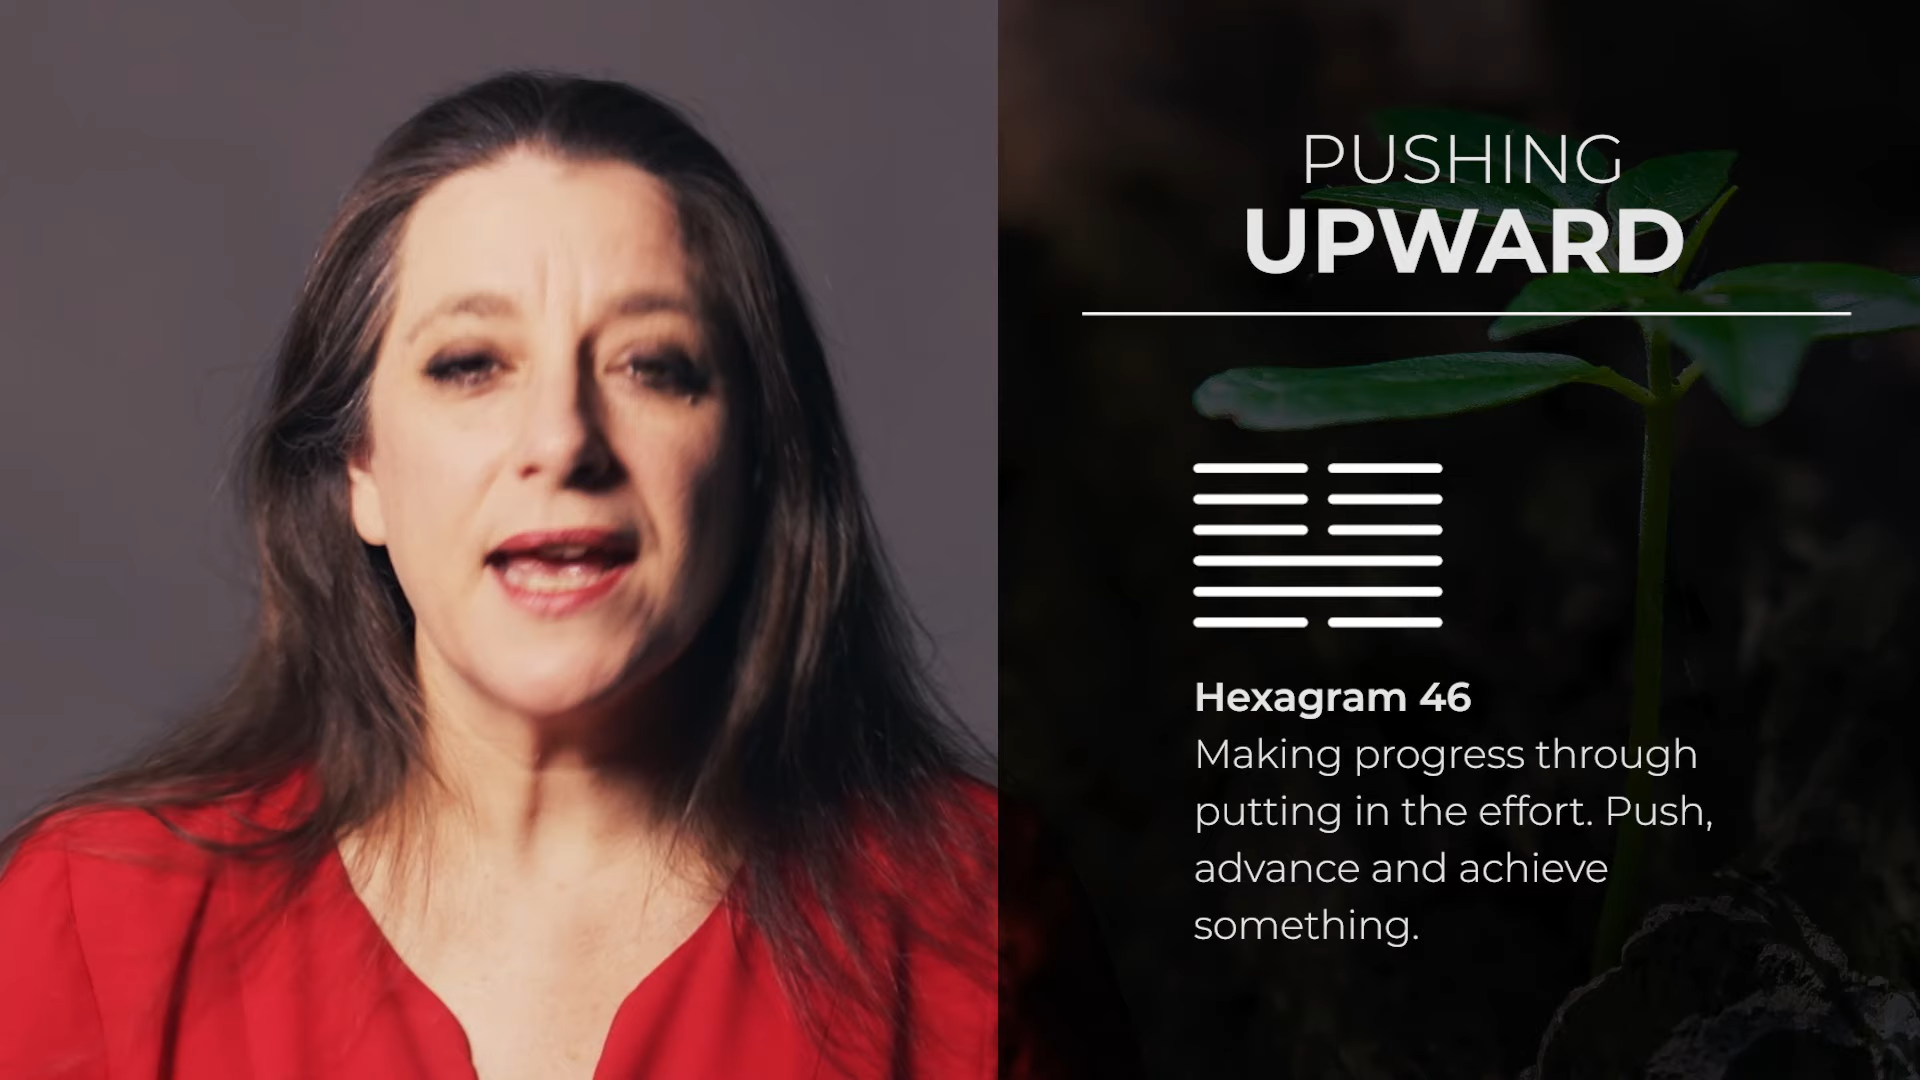 PUSHING
UPWARD
Hexagram 46
Making progress through
putting in the effort. Push,
advance and achieve
something.